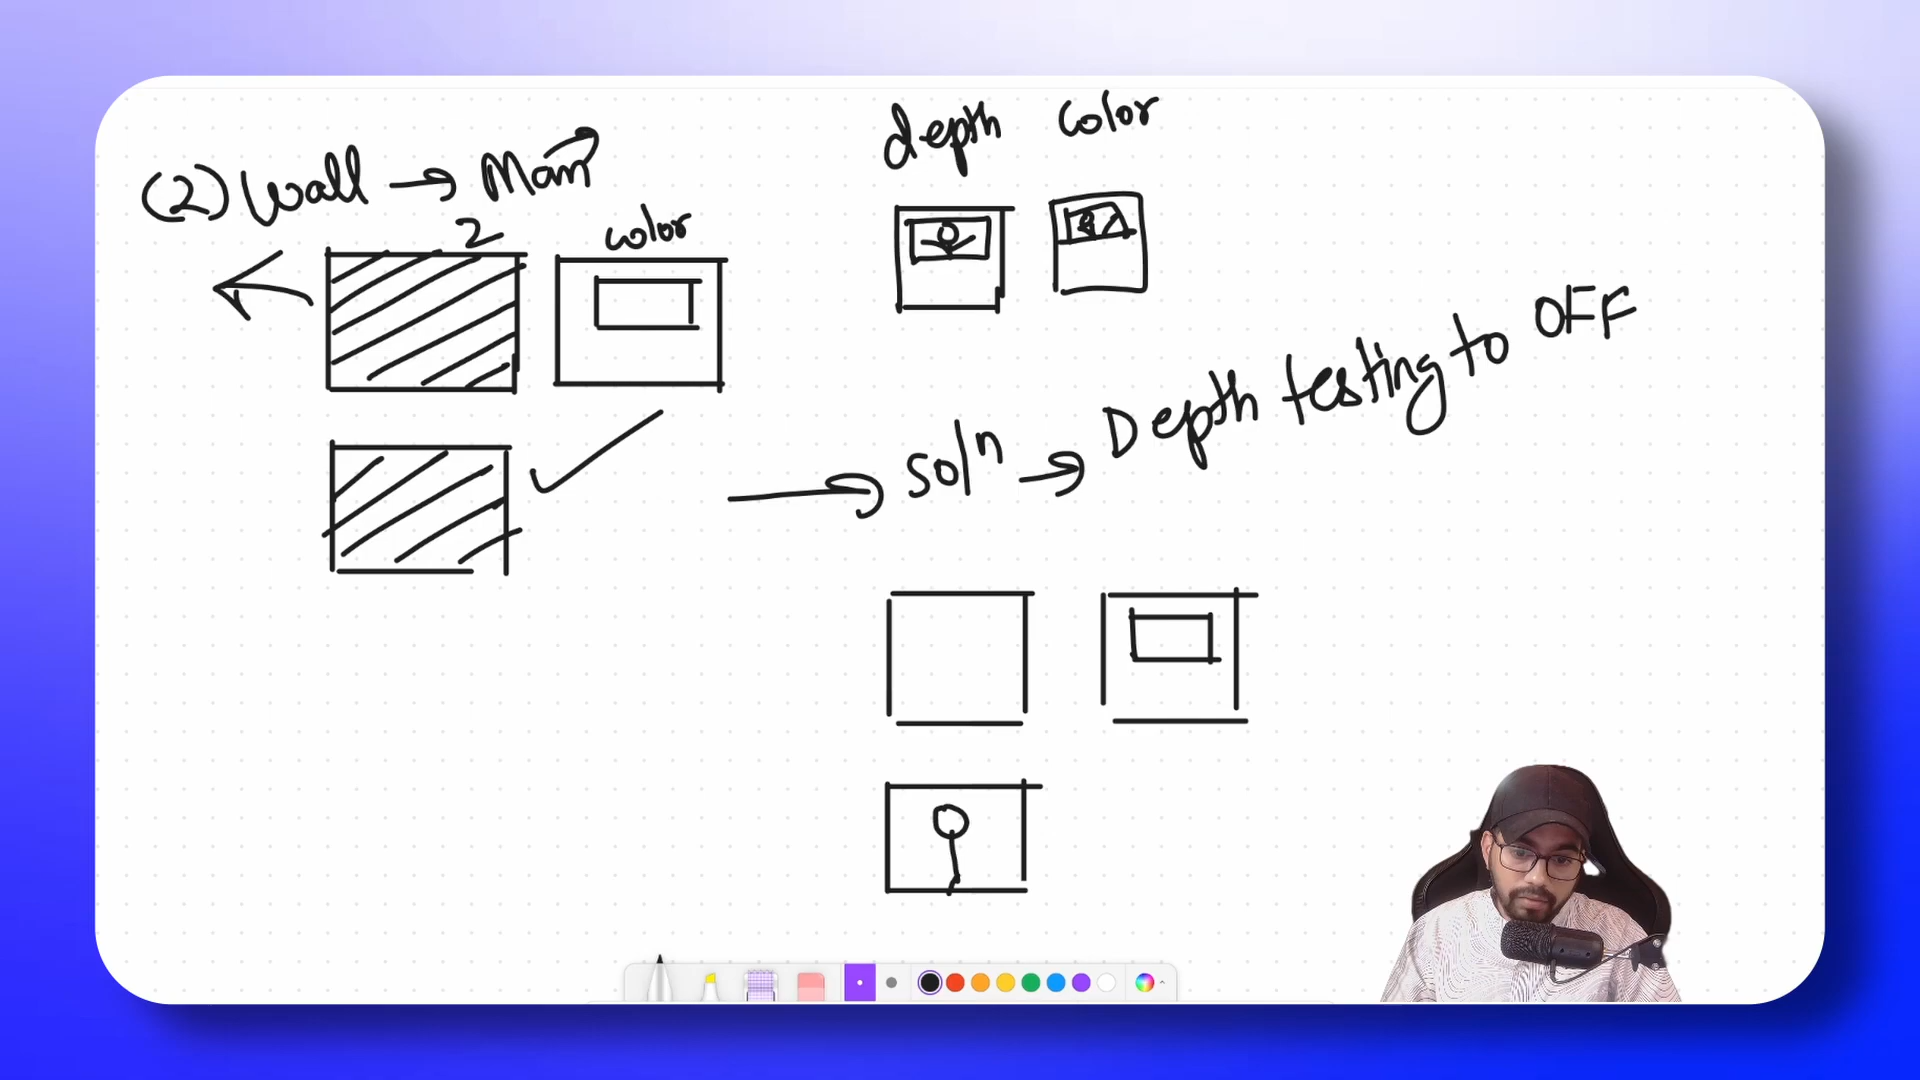 (2) Wall → Man
2
color
depth color
→ Solⁿ → Depth testing to OFF